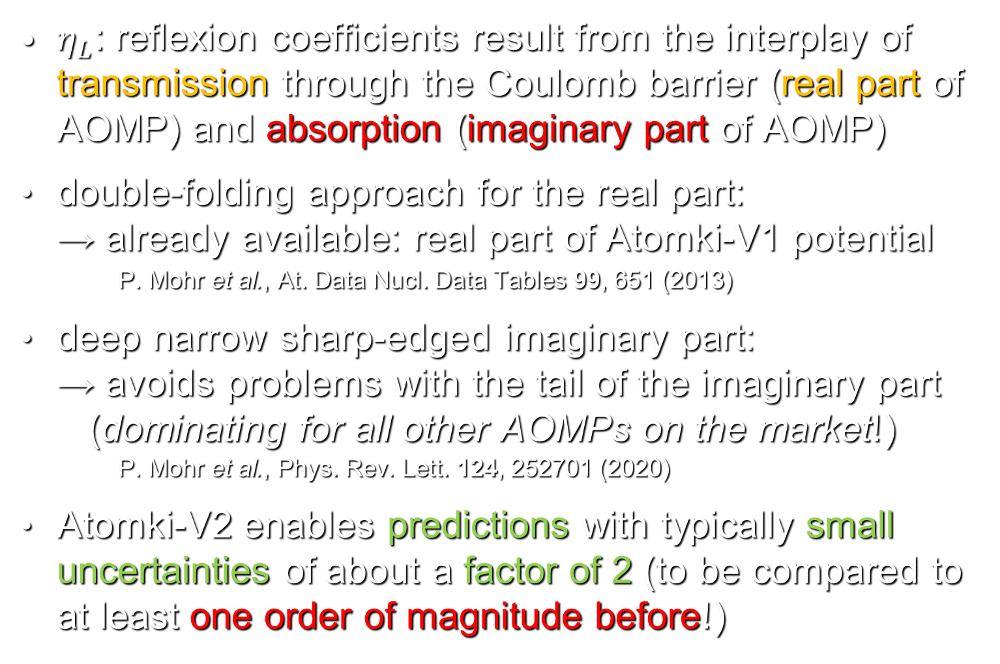 • η_L: reflexion coefficients result from the interplay of
transmission through the Coulomb barrier (real part of
AOMP) and absorption (imaginary part of AOMP)
• double-folding approach for the real part:
→ already available: real part of Atomki-V1 potential
P. Mohr et al., At. Data Nucl. Data Tables 99, 651 (2013)
• deep narrow sharp-edged imaginary part:
→ avoids problems with the tail of the imaginary part
(dominating for all other AOMPs on the market!)
P. Mohr et al., Phys. Rev. Lett. 124, 252701 (2020)
• Atomki-V2 enables predictions with typically small
uncertainties of about a factor of 2 (to be compared to
at least one order of magnitude before!)